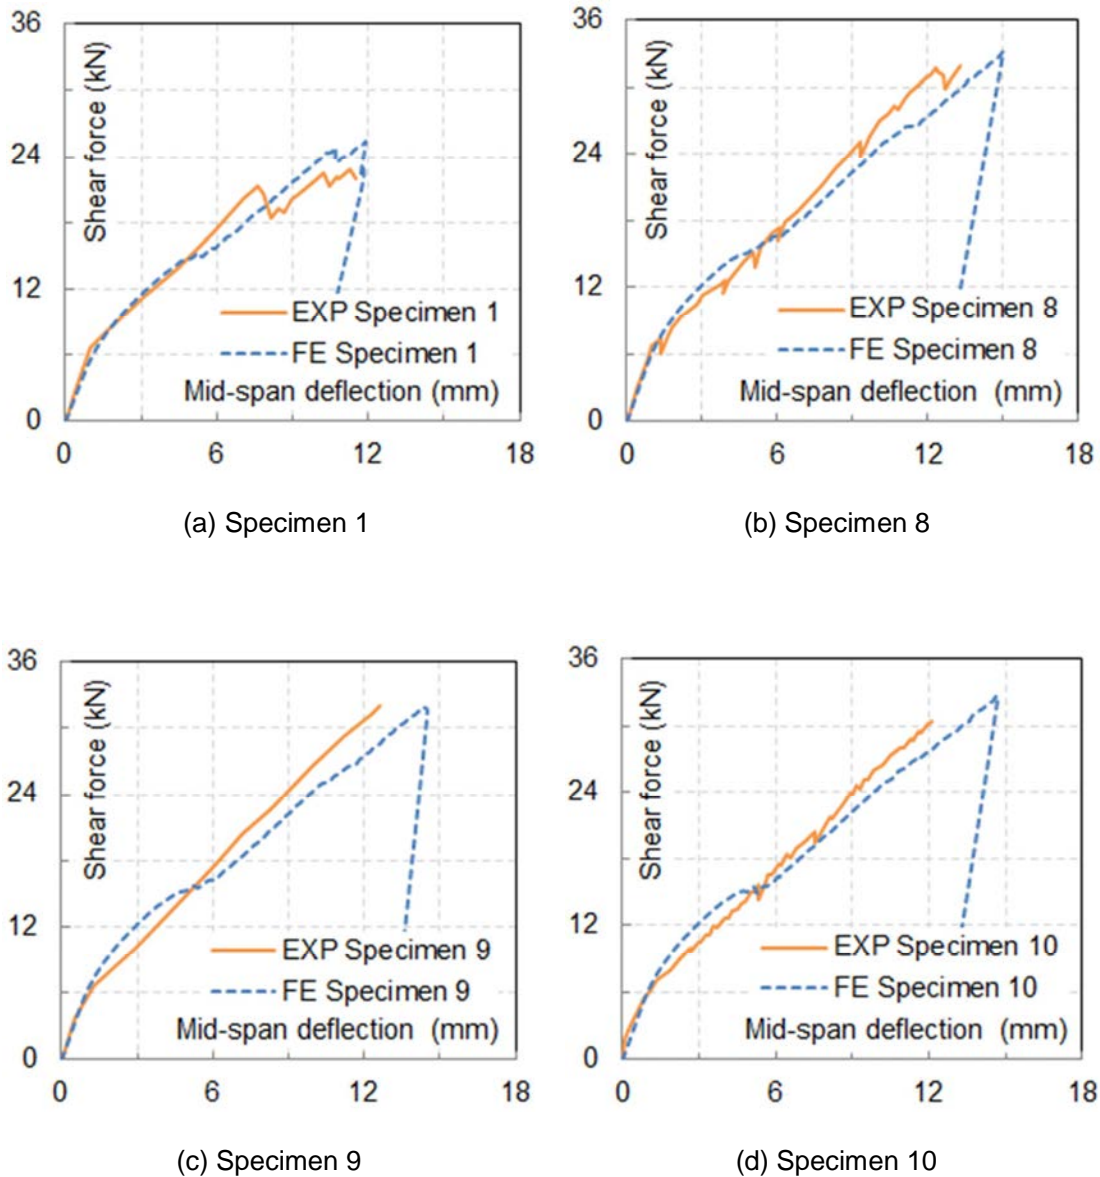 36
24
12
0
Shear force (kN)
EXP Specimen 1
FE Specimen 1
Mid-span deflection (mm)
0 6 12 18
(a) Specimen 1
36
24
12
0
Shear force (kN)
EXP Specimen 8
FE Specimen 8
Mid-span deflection (mm)
0 6 12 18
(b) Specimen 8
36
24
12
0
Shear force (kN)
EXP Specimen 9
FE Specimen 9
Mid-span deflection (mm)
0 6 12 18
(c) Specimen 9
36
24
12
0
Shear force (kN)
EXP Specimen 10
FE Specimen 10
Mid-span deflection (mm)
0 6 12 18
(d) Specimen 10